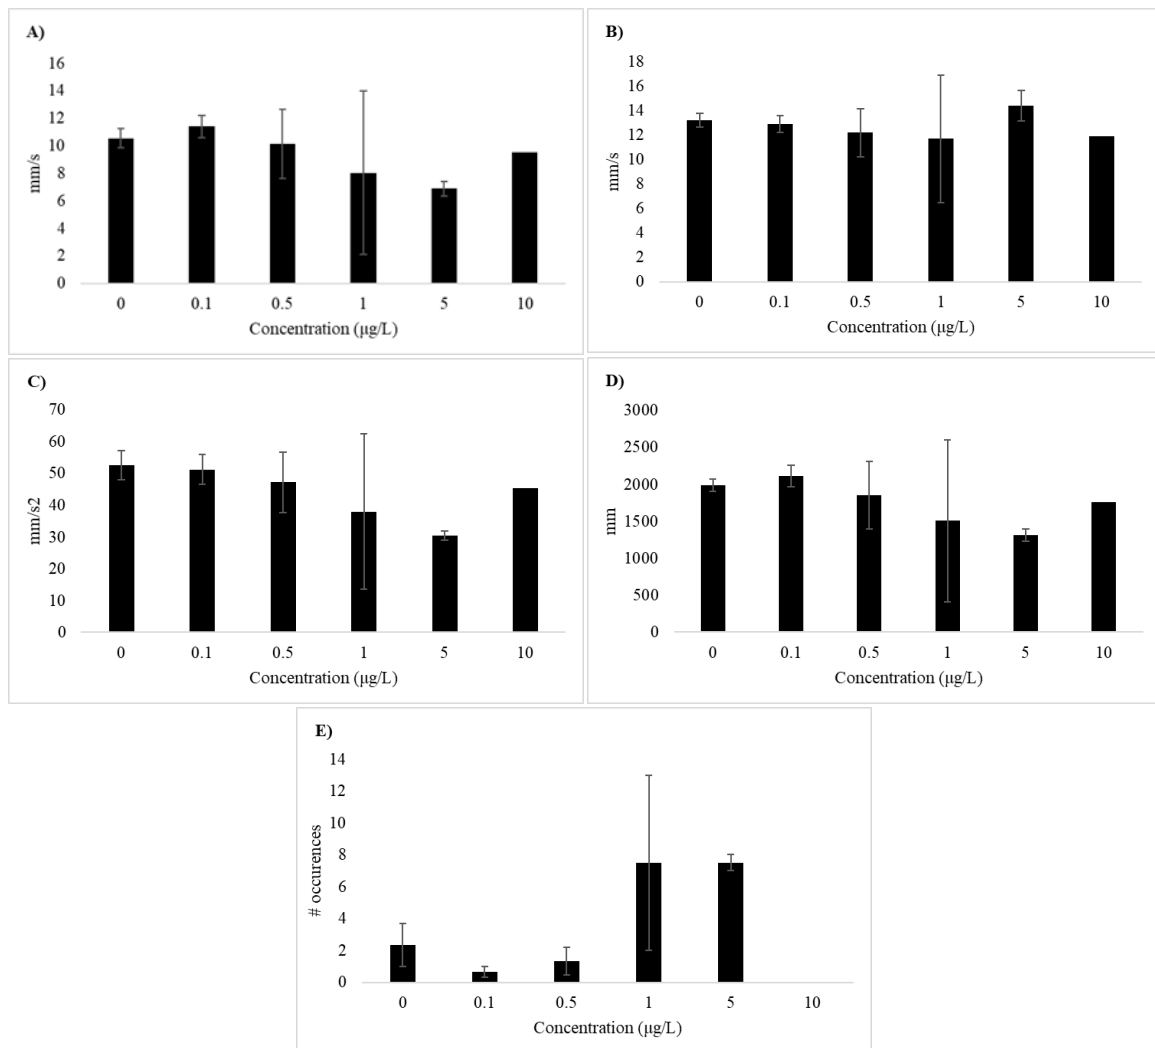 A)
16
14
12
10
8
6
4
2
0
mm/s
0 0.1 0.5 1 5 10
Concentration (µg/L)
B)
18
16
14
12
10
8
6
4
2
0
mm/s
0 0.1 0.5 1 5 10
Concentration (µg/L)
C)
70
60
50
40
30
20
10
0
mm/s2
0 0.1 0.5 1 5 10
Concentration (µg/L)
D)
3000
2500
2000
1500
1000
500
0
mm
0 0.1 0.5 1 5 10
Concentration (µg/L)
E)
14
12
10
8
6
4
2
0
# occurences
0 0.1 0.5 1 5 10
Concentration (µg/L)